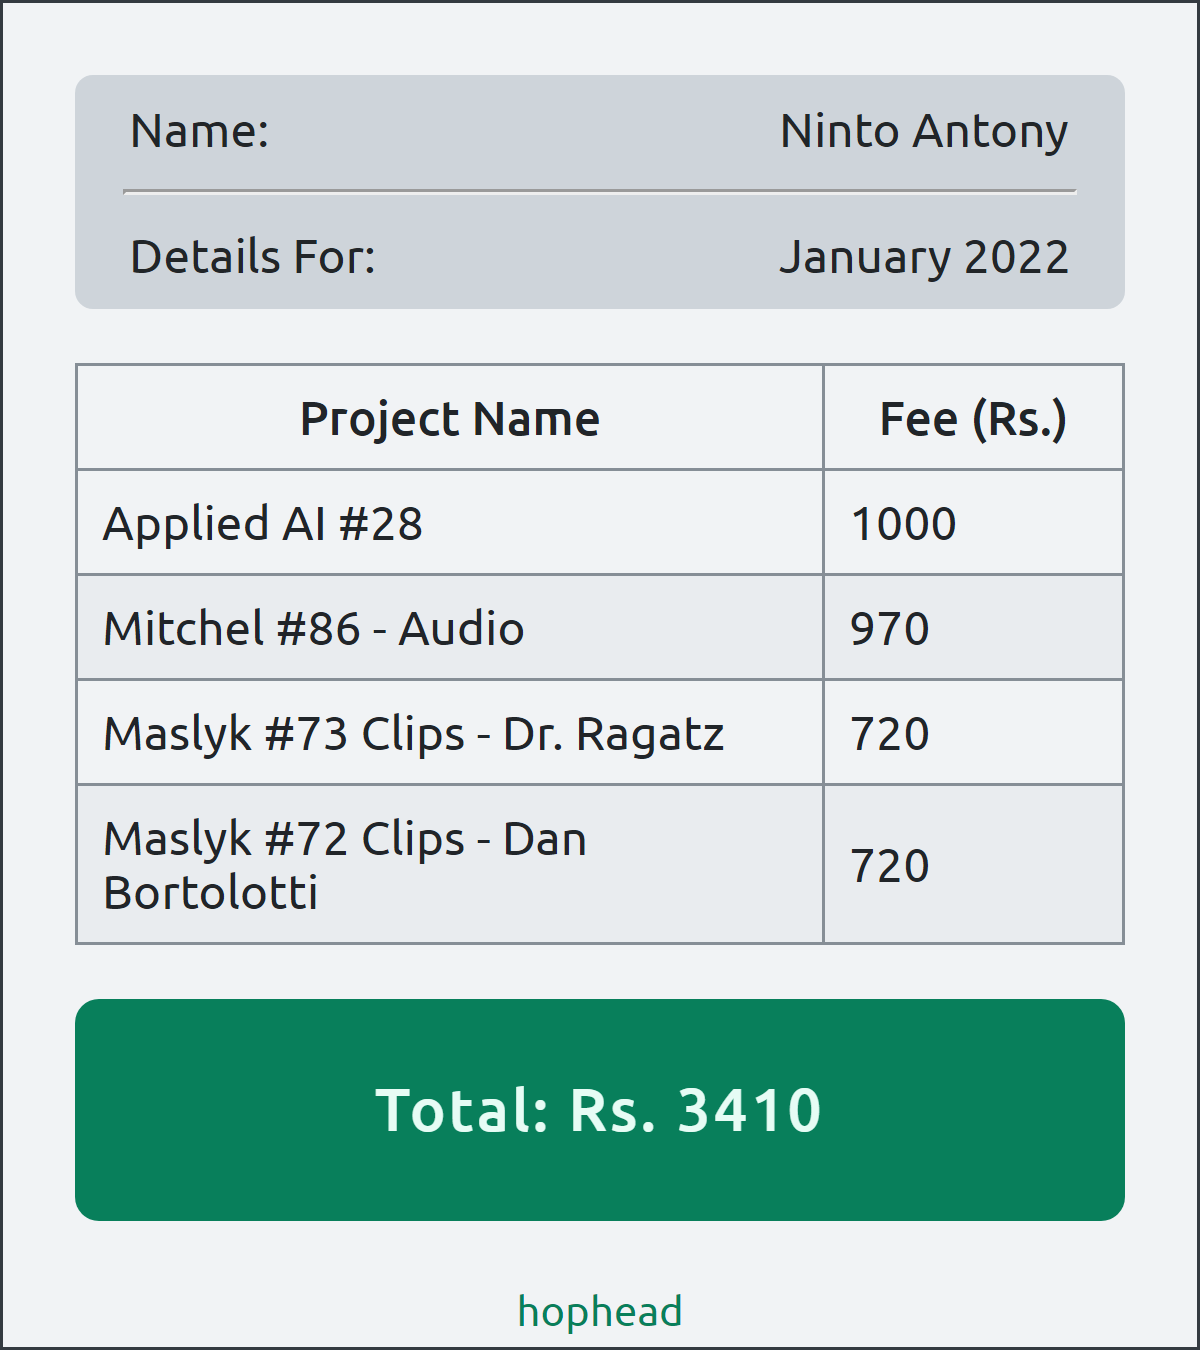 Name: Ninto Antony
Details For: January 2022
Project Name Fee (Rs.)
Applied AI #28 1000
Mitchel #86 - Audio 970
Maslyk #73 Clips - Dr. Ragatz 720
Maslyk #72 Clips - Dan
Bortolotti 720
Total: Rs. 3410
hophead